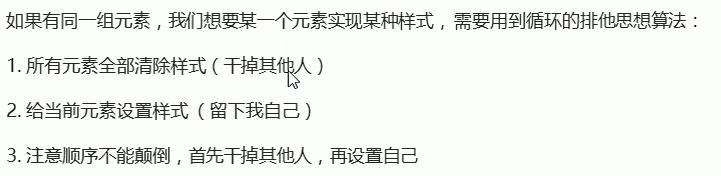 如果有同一组元素，我们想要某一个元素实现某种样式，需要用到循环的排他思想算法：
1. 所有元素全部清除样式（干掉其他人）
2. 给当前元素设置样式 （留下我自己）
3. 注意顺序不能颠倒，首先干掉其他人，再设置自己